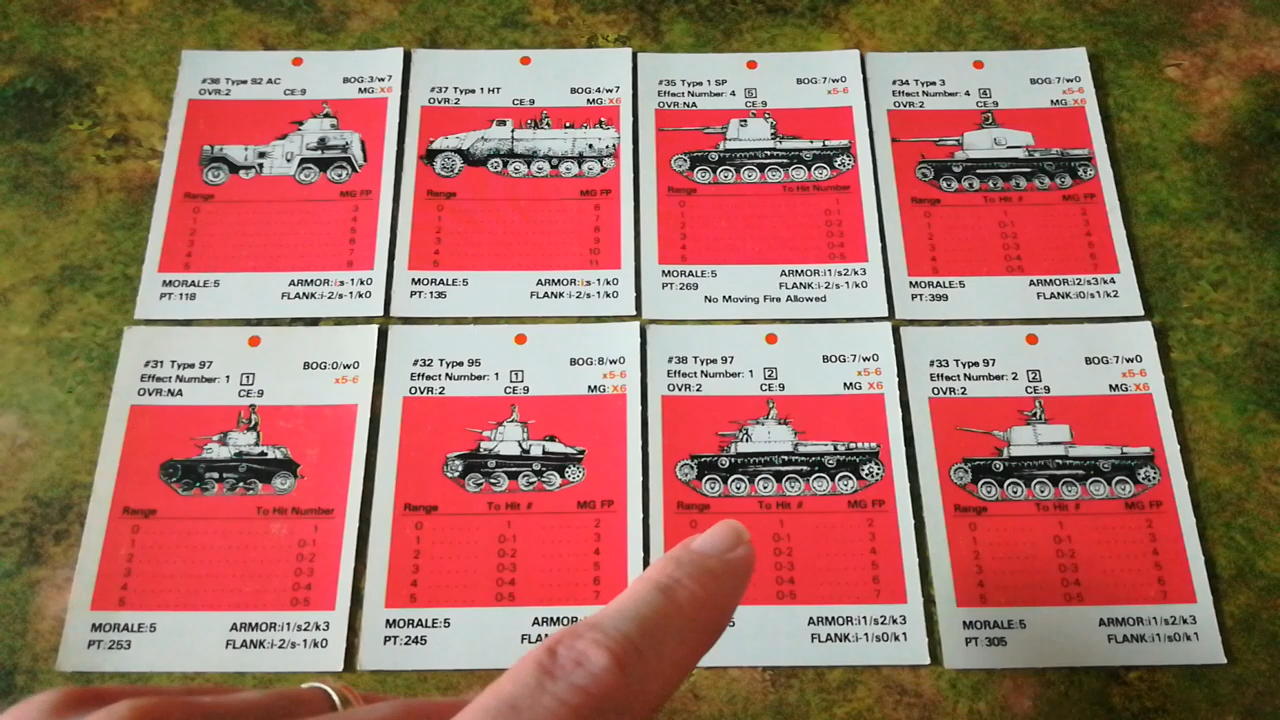 #36 Type 92 AC BOG:3/w7
OVR:2 CE:9 MG:X6
Range MG FP
0 3
1 4
2 5
3 6
4 7
5 8
MORALE:5 ARMOR:i;s-1/k0
PT:118 FLANK:i-2/s-1/k0
#37 Type 1 HT BOG:4/w7
OVR:2 CE:9 MG:X6
Range MG FP
0 6
1 7
2 8
3 9
4 10
5 11
MORALE:5 ARMOR:i;s-1/k0
PT:135 FLANK:i-2/s-1/k0
#35 Type 1 SP BOG:7/w0
Effect Number: 4 5 x5-6
OVR:NA CE:9
Range To Hit Number
0 1
1 0-1
2 0-2
3 0-3
4 0-4
5 0-5
MORALE:5 ARMOR:i1/s2/k3
PT:269 FLANK:i-2/s-1/k0
No Moving Fire Allowed
#34 Type 3 BOG:7/w0
Effect Number: 4 4 x5-6
OVR:2 CE:9 MG:X6
Range To Hit # MG FP
0 1 2
1 0-1 3
2 0-2 4
3 0-3 5
4 0-4 6
5 0-5 7
MORALE:5 ARMOR:i2/s3/k4
PT:399 FLANK:i0/s1/k2
#31 Type 97 BOG:0/w0
Effect Number: 1 1 x5-6
OVR:NA CE:9
Range To Hit Number
0 1
1 0-1
2 0-2
3 0-3
4 0-4
5 0-5
MORALE:5 ARMOR:i1/s2/k3
PT:253 FLANK:i-2/s-1/k0
#32 Type 95 BOG:8/w0
Effect Number: 1 1 x5-6
OVR:2 CE:9 MG:X6
Range To Hit # MG FP
0 1 2
1 0-1 3
2 0-2 4
3 0-3 5
4 0-4 6
5 0-5 7
MORALE:5
PT:245
#38 Type 97 BOG:7/w0
Effect Number: 1 2 x5-6
OVR:2 CE:9 MG X6
Range To Hit # MG FP
0 1 2
0-1 3
0-2 4
0-3 5
0-4 6
0-5 7
ARMOR:i1/s2/k3
FLANK:i-1/s0/k1
#33 Type 97 BOG:7/w0
Effect Number: 2 2 x5-6
OVR:2 CE:9 MG:X6
Range To Hit # MG FP
0 1 2
1 0-1 3
2 0-2 4
3 0-3 5
4 0-4 6
5 0-5 7
MORALE:5 ARMOR:i1/s2/k3
PT:305 FLANK:i1/s0/k1